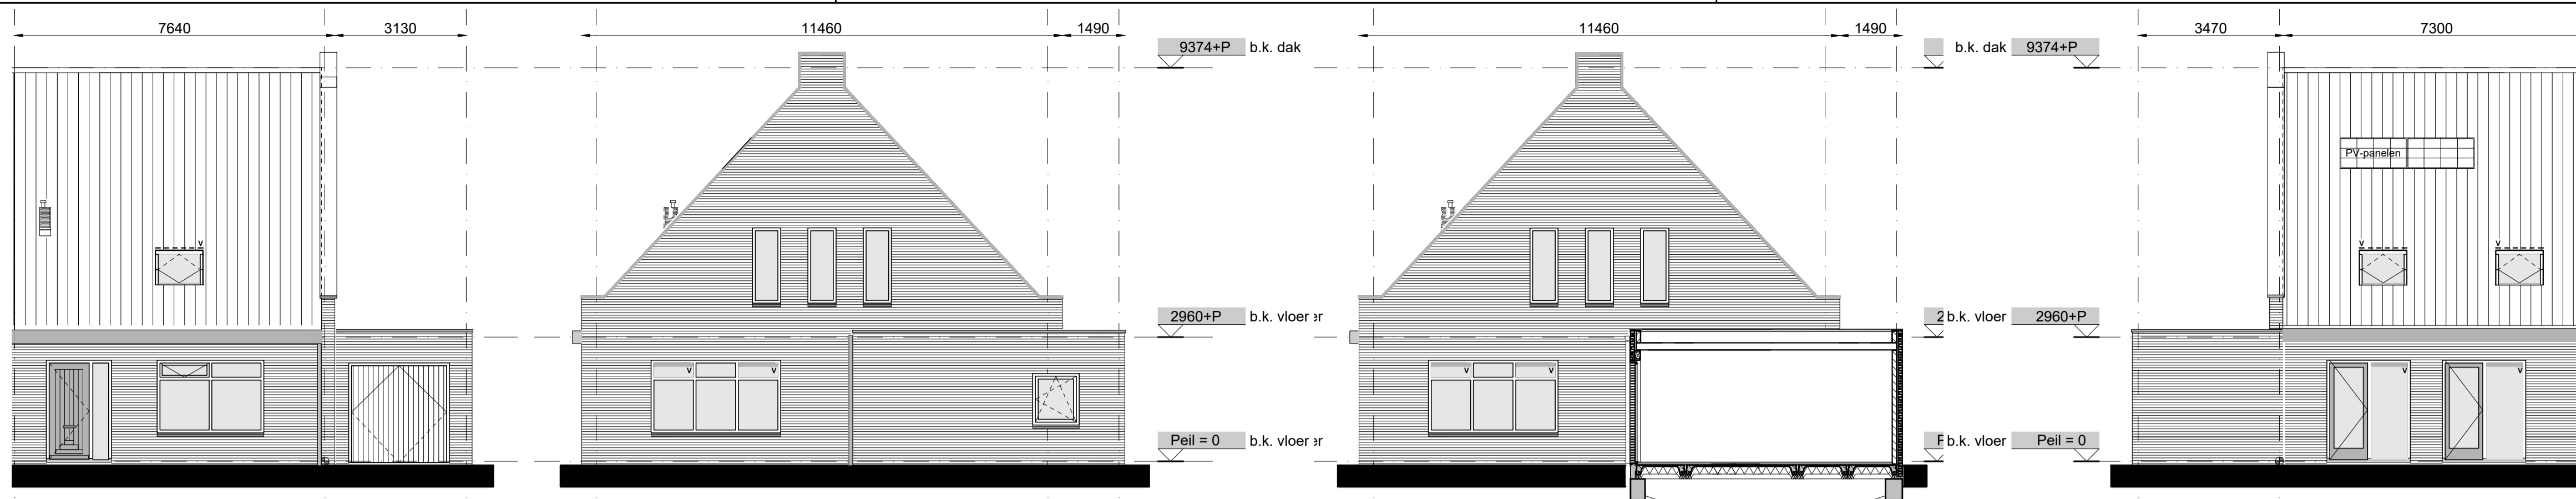 7640
3130
11460
1490
11460
1490
3470
7300
9374+P
b.k. dak
b.k. dak
9374+P
PV-panelen
v
v
v
2960+P
b.k. vloer
b.k. vloer
2960+P
v
v
v
v
v
v
Peil = 0
b.k. vloer
b.k. vloer
Peil = 0